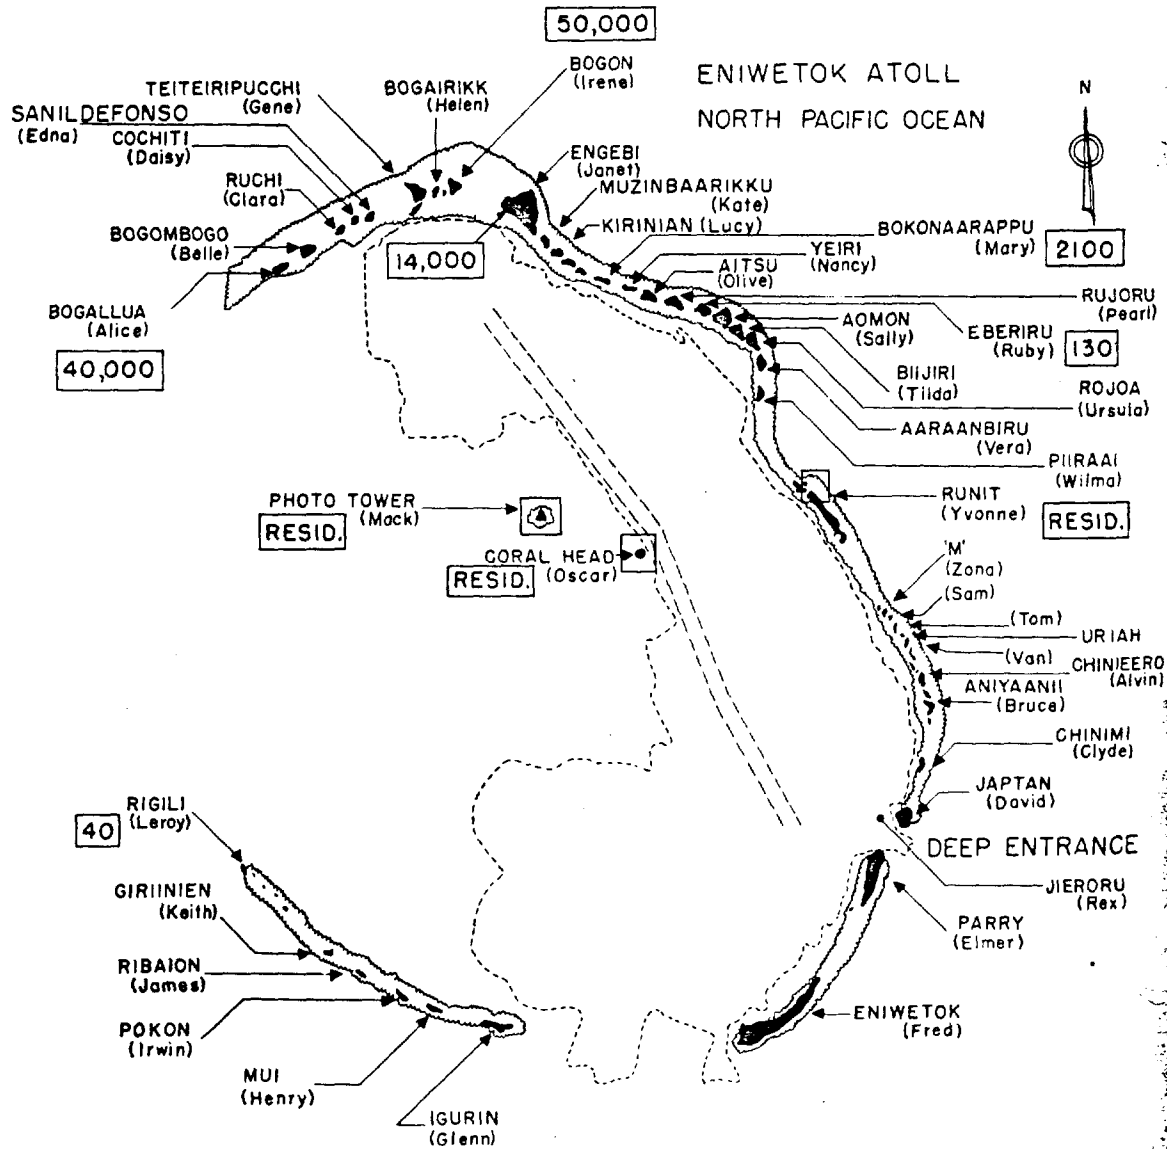 50,000
ENIWETOK ATOLL
NORTH PACIFIC OCEAN
N
BOGON
(Irene)
BOGAIRIKK
(Helen)
TEITEIRIPUCCHI
(Gene)
SANILDEFONSO
(Edna)
COCHITI
(Daisy)
RUCHI
(Clara)
BOGOMBOGO
(Belle)
BOGALLUA
(Alice)
40,000
14,000
ENGEBI
(Janet)
MUZINBAARIKKU
(Kate)
KIRINIAN (Lucy)
BOKONAARAPPU
(Mary)
2100
YEIRI
(Nancy)
AITSU
(Olive)
RUJORU
(Pearl)
EBERIRU
(Ruby)
130
AOMON
(Sally)
BIIJIRI
(Tilda)
ROJOA
(Ursula)
AARAANBIRU
(Vera)
PIIRAAI
(Wilma)
RUNIT
(Yvonne)
RESID.
PHOTO TOWER
(Mack)
RESID.
CORAL HEAD
(Oscar)
RESID.
'M'
(Zona)
(Sam)
(Tom)
URIAH
(Van)
CHINIEERO
(Alvin)
ANIYAANII
(Bruce)
CHINIMI
(Clyde)
JAPTAN
(David)
DEEP ENTRANCE
JIERORU
(Rex)
PARRY
(Elmer)
ENIWETOK
(Fred)
RIGILI
(Leroy)
40
GIRIINIEN
(Keith)
RIBAION
(James)
POKON
(Irwin)
MUI
(Henry)
IGURIN
(Glenn)